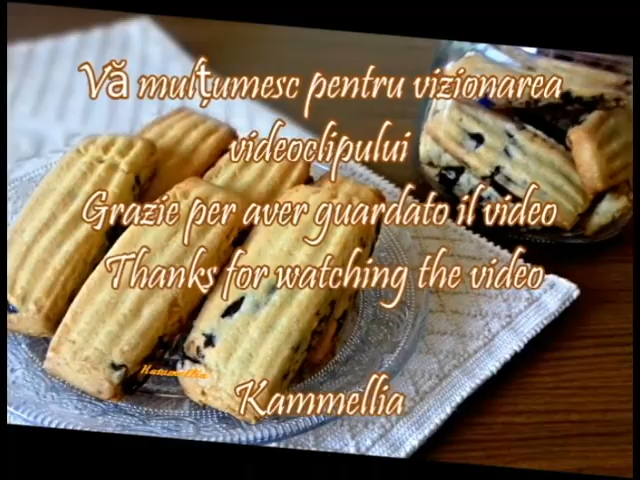 Vă mulțumesc pentru vizionarea
videoclipului
Grazie per aver guardato il video
Thanks for watching the video
Kammellia